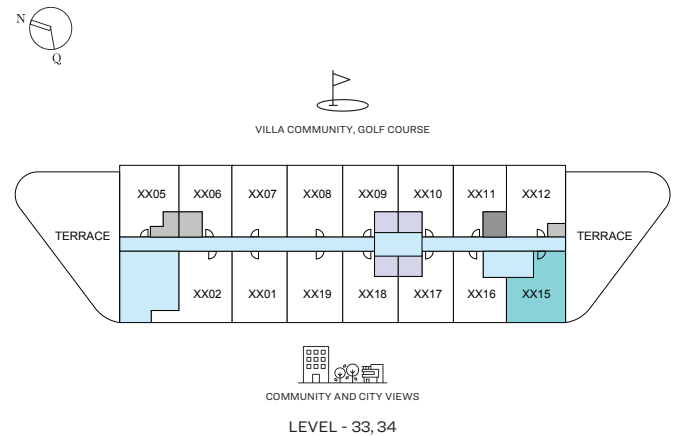 N
Q
VILLA COMMUNITY, GOLF COURSE
XX05 XX06 XX07 XX08 XX09 XX10 XX11 XX12
TERRACE TERRACE
XX02 XX01 XX19 XX18 XX17 XX16 XX15
COMMUNITY AND CITY VIEWS
LEVEL - 33, 34